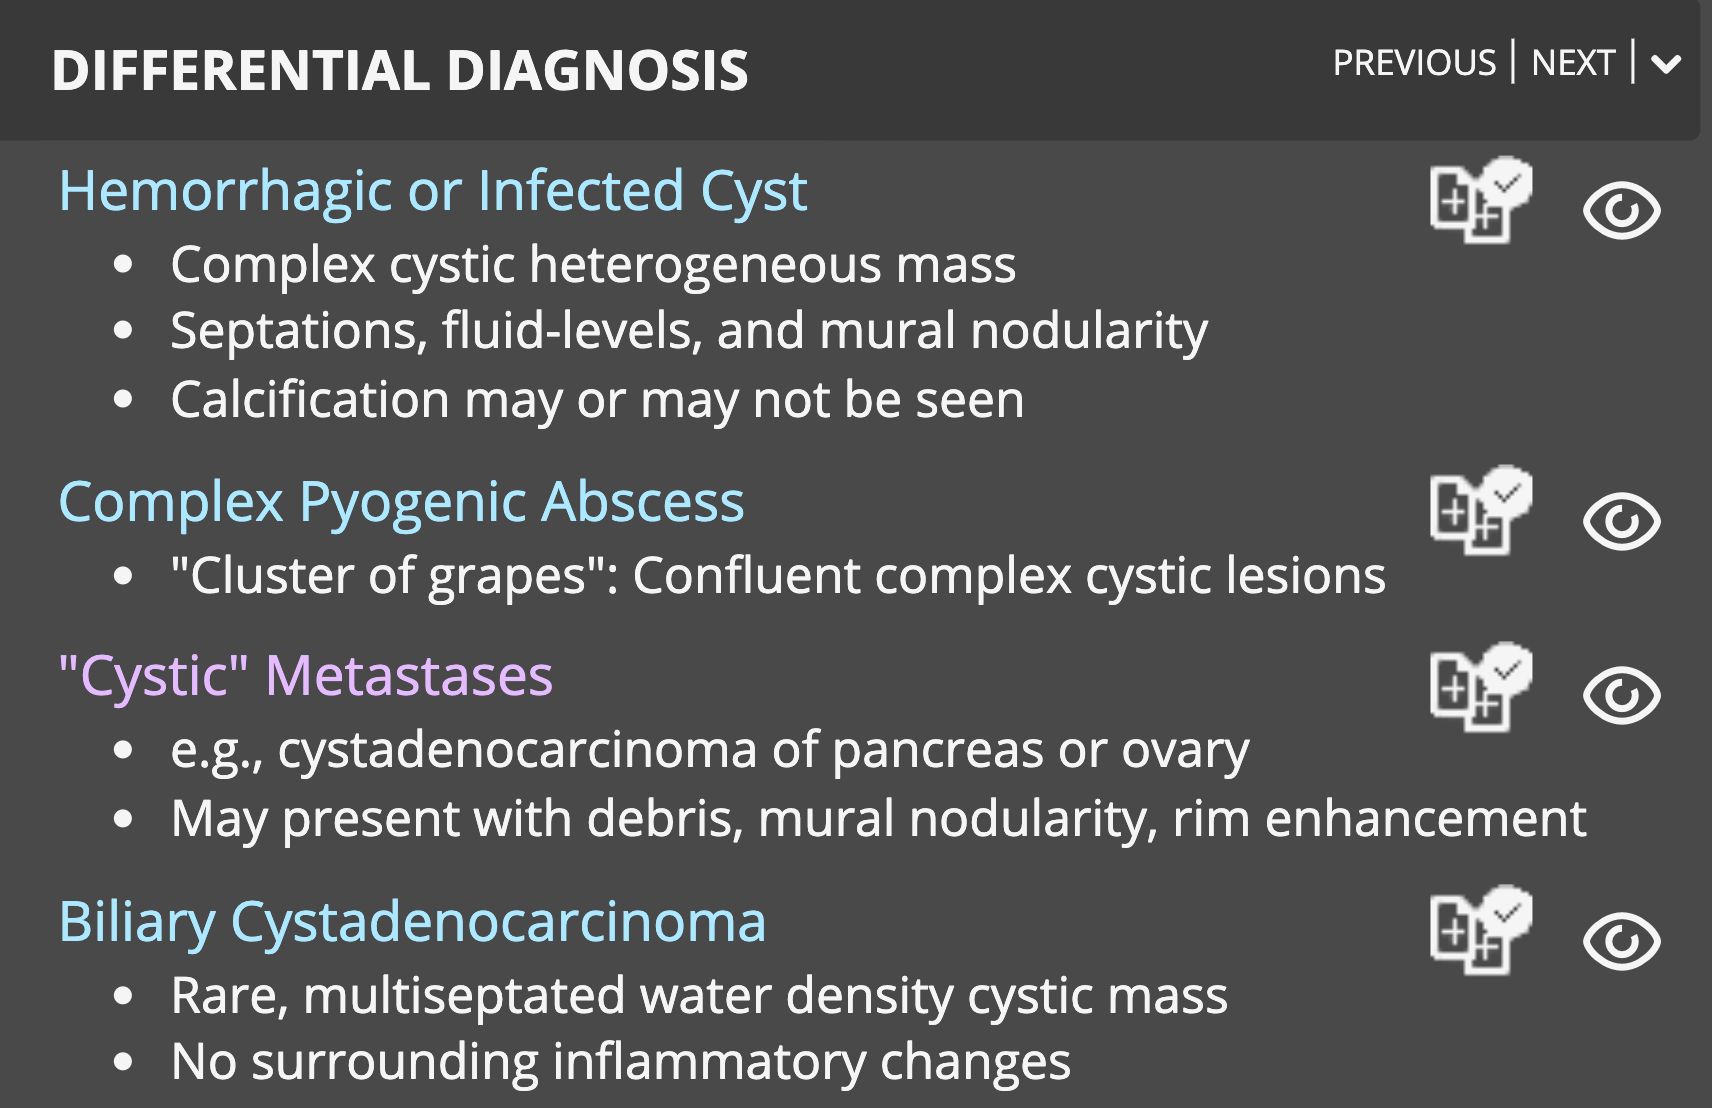 DIFFERENTIAL DIAGNOSIS
PREVIOUS | NEXT |
Hemorrhagic or Infected Cyst
• Complex cystic heterogeneous mass
• Septations, fluid-levels, and mural nodularity
• Calcification may or may not be seen
Complex Pyogenic Abscess
• "Cluster of grapes": Confluent complex cystic lesions
"Cystic" Metastases
• e.g., cystadenocarcinoma of pancreas or ovary
• May present with debris, mural nodularity, rim enhancement
Biliary Cystadenocarcinoma
• Rare, multiseptated water density cystic mass
• No surrounding inflammatory changes